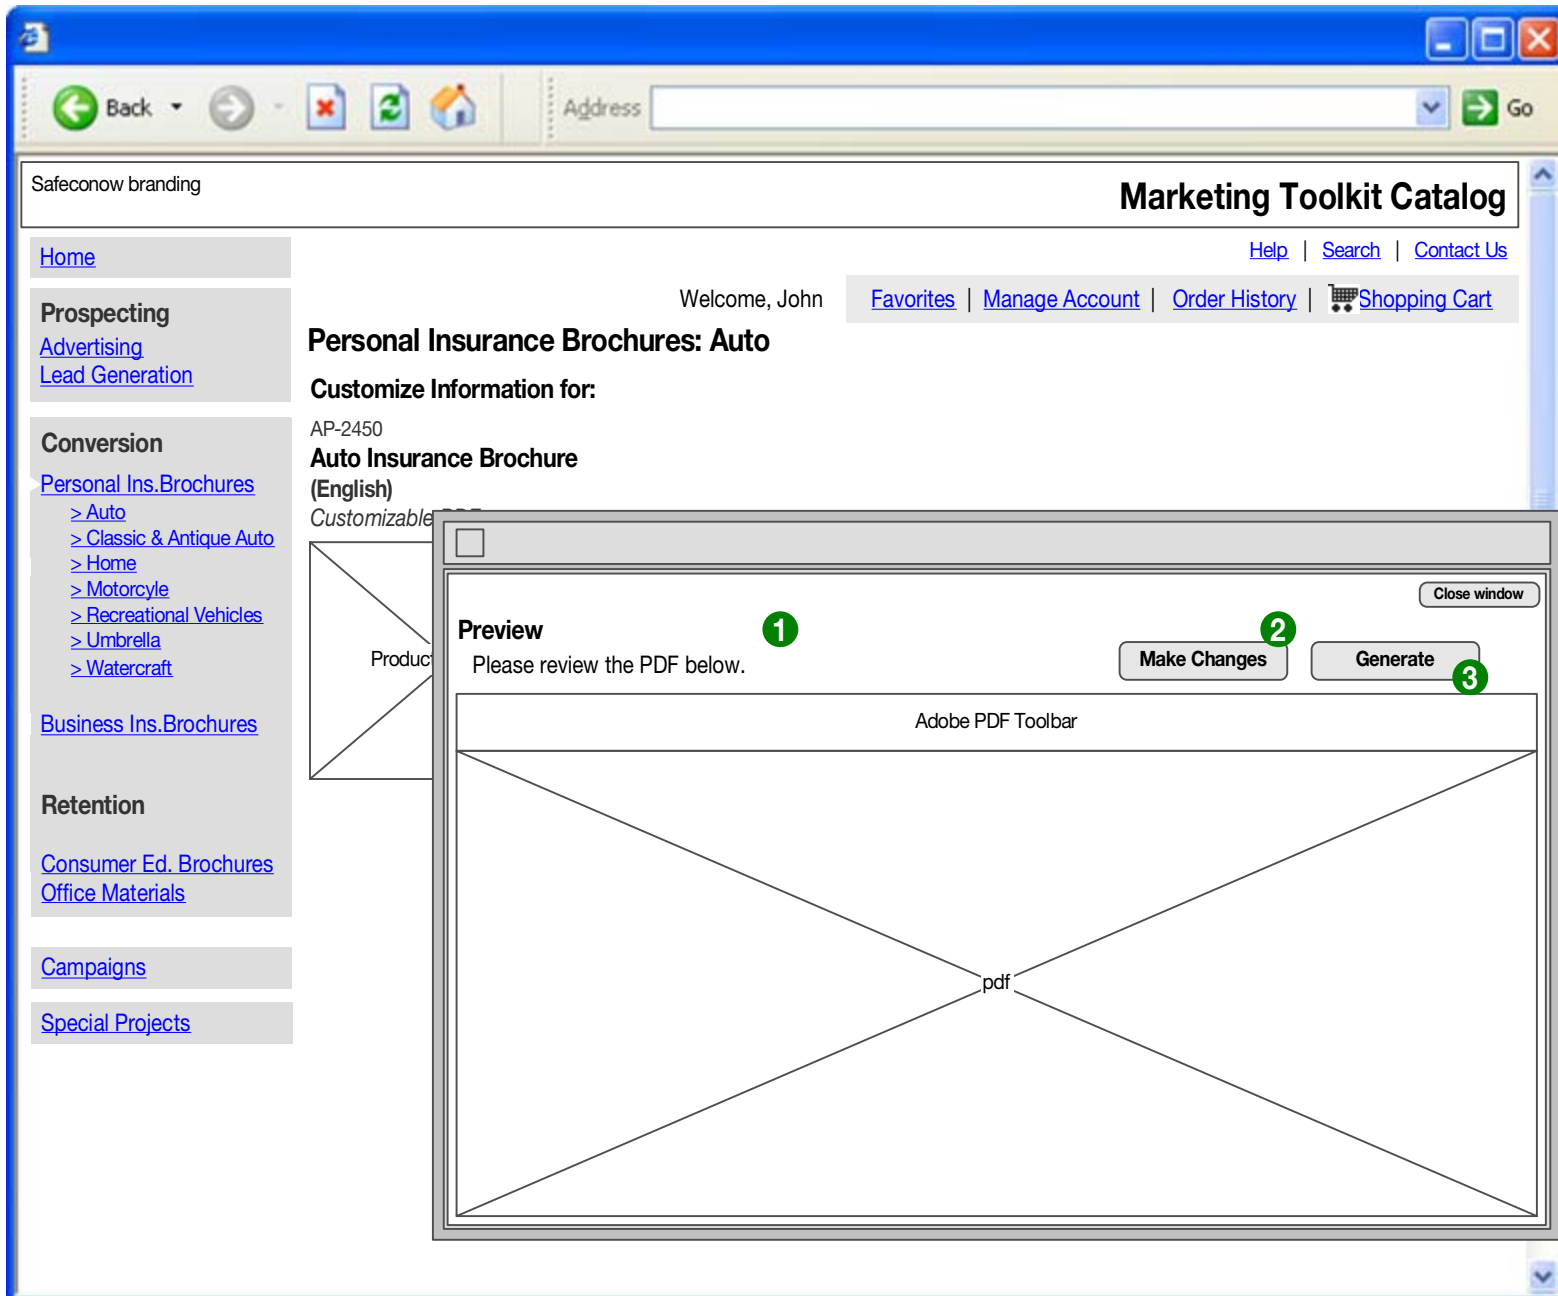 Back
Address
Go
Safeconow branding
Marketing Toolkit Catalog
Home
Help | Search | Contact Us
Welcome, John
Favorites | Manage Account | Order History | Shopping Cart
Prospecting
Advertising
Lead Generation
Personal Insurance Brochures: Auto
Customize Information for:
AP-2450
Auto Insurance Brochure
(English)
Customizable
Conversion
Personal Ins.Brochures
> Auto
> Classic & Antique Auto
> Home
> Motorcyle
> Recreational Vehicles
> Umbrella
> Watercraft
Business Ins.Brochures
Retention
Consumer Ed. Brochures
Office Materials
Campaigns
Special Projects
Produc
Close window
Preview
1
2
Please review the PDF below.
Make Changes
Generate
3
Adobe PDF Toolbar
pdf